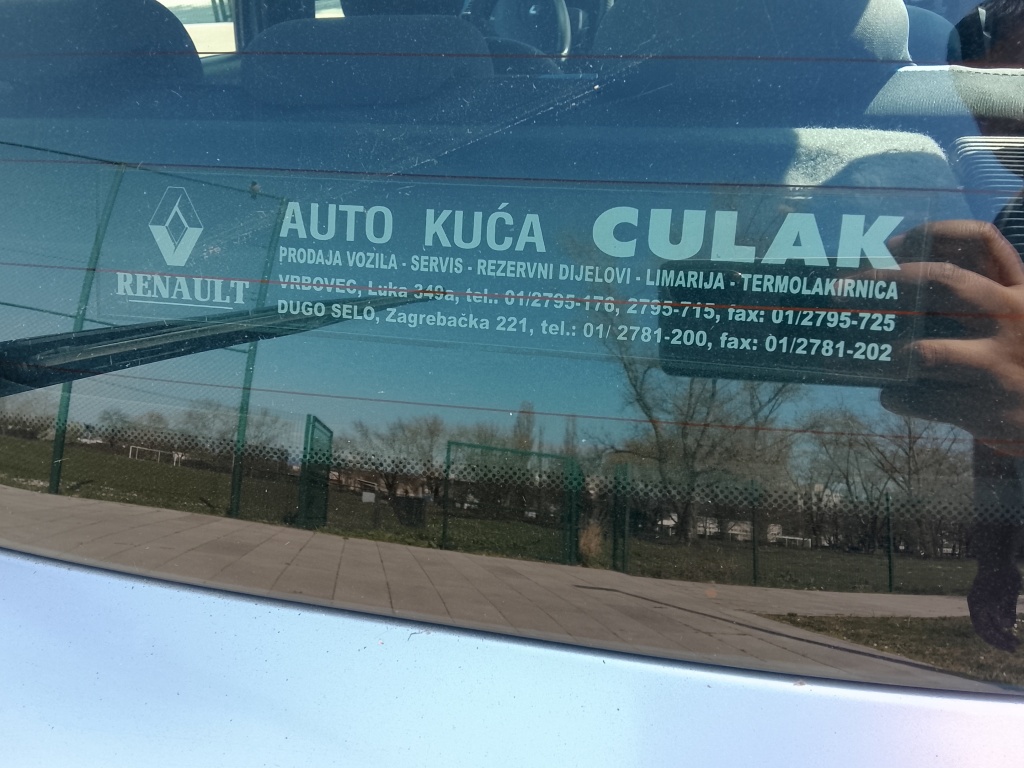 AUTO KUĆA CULAK
PRODAJA VOZILA - SERVIS - REZERVNI DIJELOVI - LIMARIJA - TERMOLAKIRNICA
RENAULT
VRBOVEC, Luka 349a, tel.: 01/2795-176, 2795-715, fax: 01/2795-725
DUGO SELO, Zagrebačka 221, tel.: 01/ 2781-200, fax: 01/2781-202